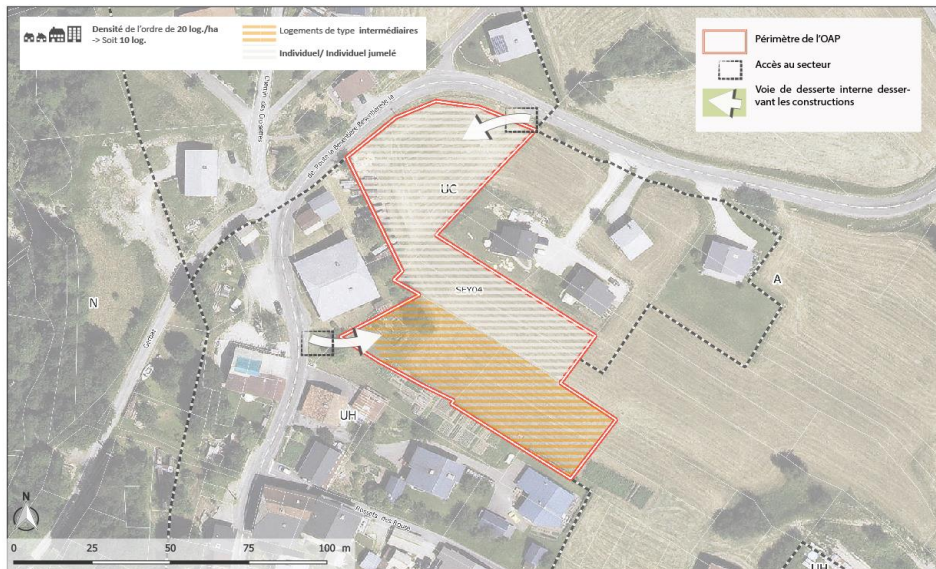 Densité de l'ordre de 20 log./ha
-> Soit 10 log.
Logements de type intermédiaires
Individuel/ Individuel jumelé
Périmètre de l'OAP
Accès au secteur
Voie de desserte interne desser-
vant les constructions
UC
SEY04
A
N
UH
UH
N
0 25 50 75 100 m